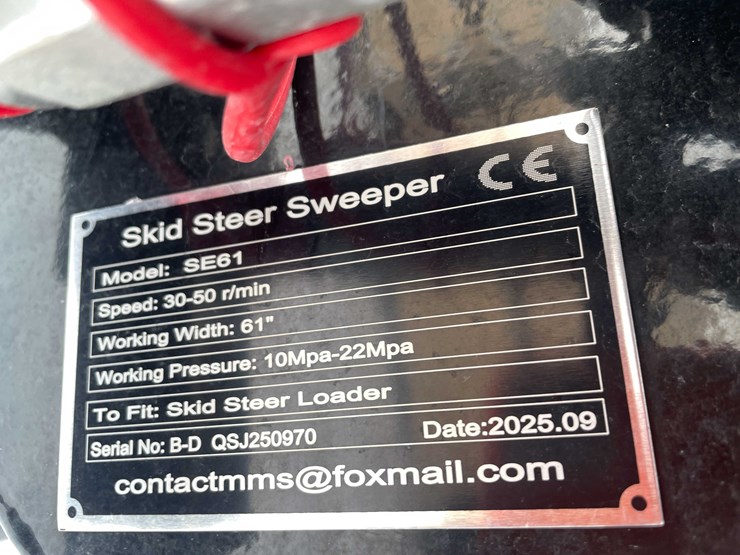 CE
Skid Steer Sweeper
Model: SE61
Speed: 30-50 r/min
Working Width: 61"
Working Pressure: 10Mpa-22Mpa
To Fit: Skid Steer Loader
Serial No: B-D QSJ250970 Date:2025.09
contactmms@foxmail.com